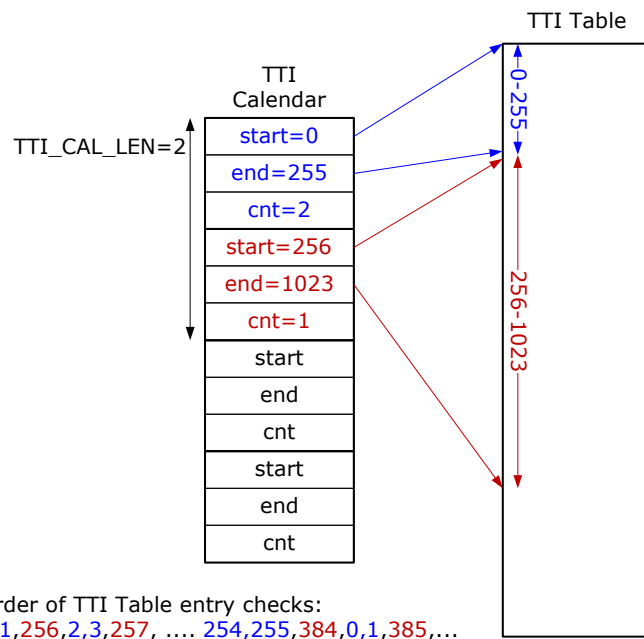 TTI Table
TTI
Calendar
TTI_CAL_LEN=2
start=0
end=255
cnt=2
start=256
end=1023
cnt=1
start
end
cnt
start
end
cnt
0-255
256-1023
rder of TTI Table entry checks:
1,256,2,3,257, .... 254,255,384,0,1,385,...